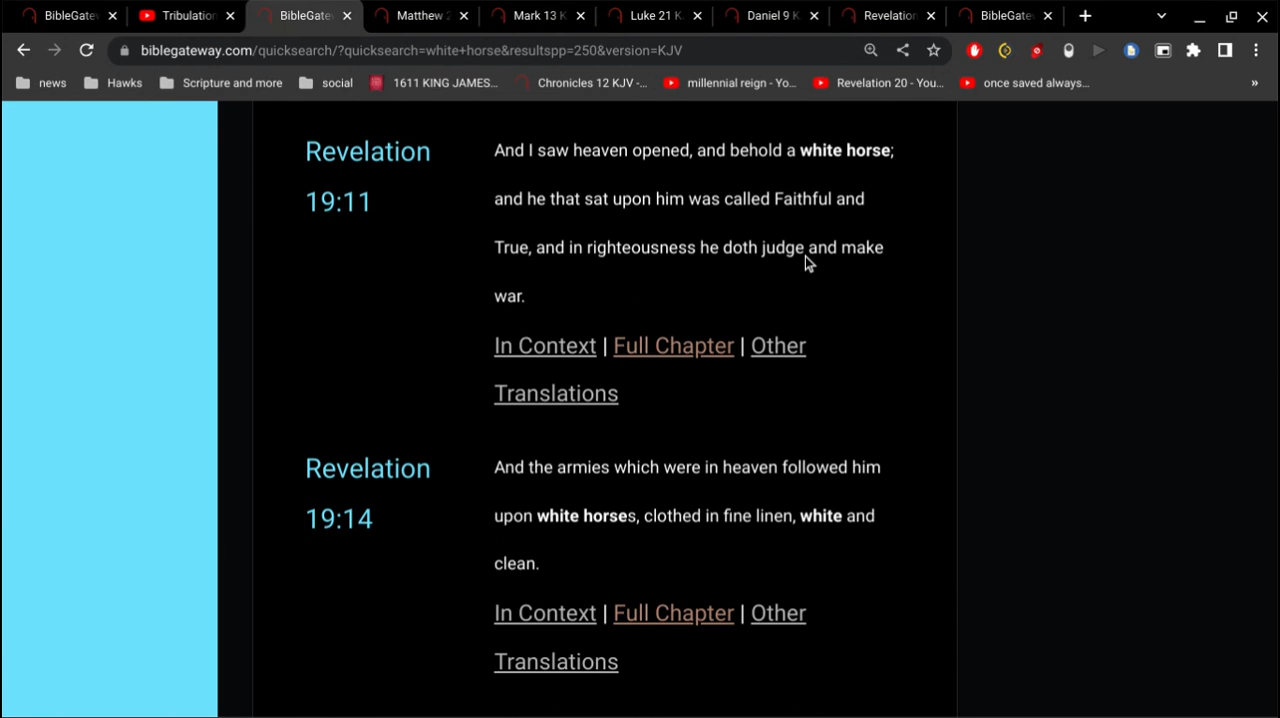 BibleGatew
Tribulation
BibleGatew
Matthew 2
Mark 13 K
Luke 21 K
Daniel 9 K
Revelation
BibleGatew
biblegateway.com/quicksearch/?quicksearch=white+horse&resultspp=250&version=KJV
news
Hawks
Scripture and more
social
1611 KING JAMES...
Chronicles 12 KJV -...
millennial reign - Yo...
Revelation 20 - You...
once saved always...
»
Revelation
19:11
And I saw heaven opened, and behold a white horse;
and he that sat upon him was called Faithful and
True, and in righteousness he doth judge and make
war.
In Context | Full Chapter | Other
Translations
Revelation
19:14
And the armies which were in heaven followed him
upon white horses, clothed in fine linen, white and
clean.
In Context | Full Chapter | Other
Translations